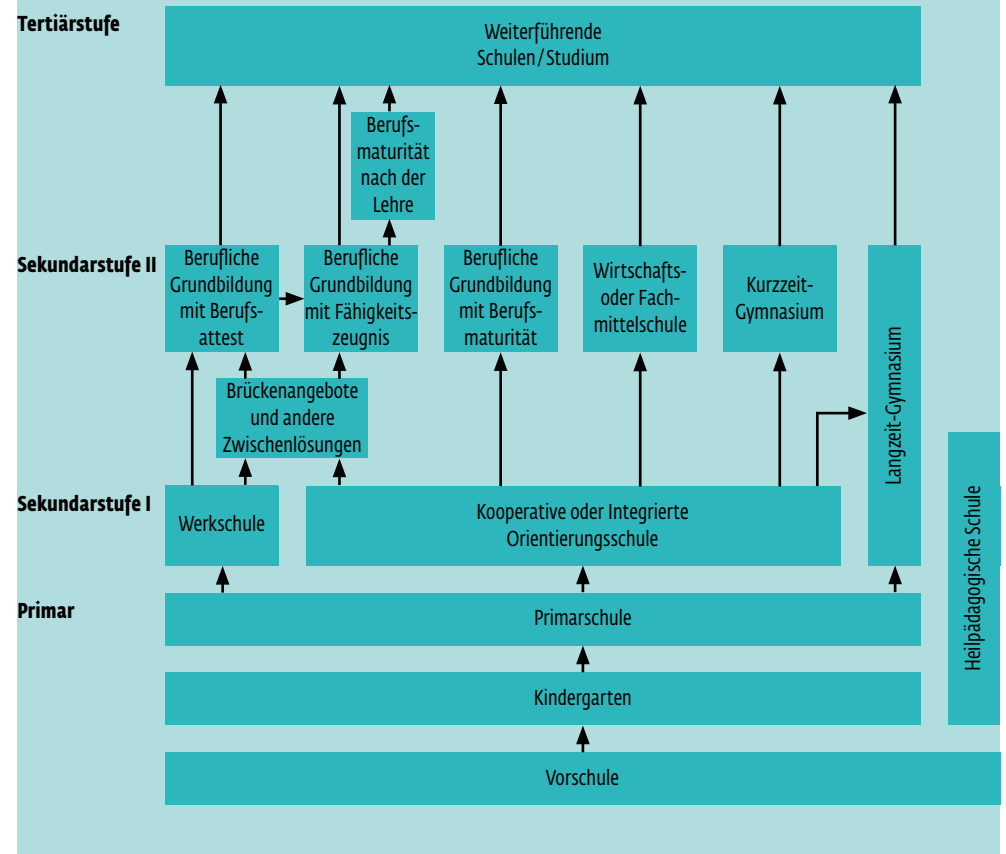 Tertiärstufe
Weiterführende
Schulen / Studium
Berufs-
maturität
nach der
Lehre
Sekundarstufe II
Berufliche
Grundbildung
mit Berufs-
attest
Berufliche
Grundbildung
mit Fähigkeits-
zeugnis
Berufliche
Grundbildung
mit Berufs-
maturität
Wirtschafts-
oder Fach-
mittelschule
Kurzzeit-
Gymnasium
Langzeit-Gymnasium
Brückenangebote
und andere
Zwischenlösungen
Sekundarstufe I
Werkschule
Kooperative oder Integrierte
Orientierungsschule
Heilpädagogische Schule
Primar
Primarschule
Kindergarten
Vorschule